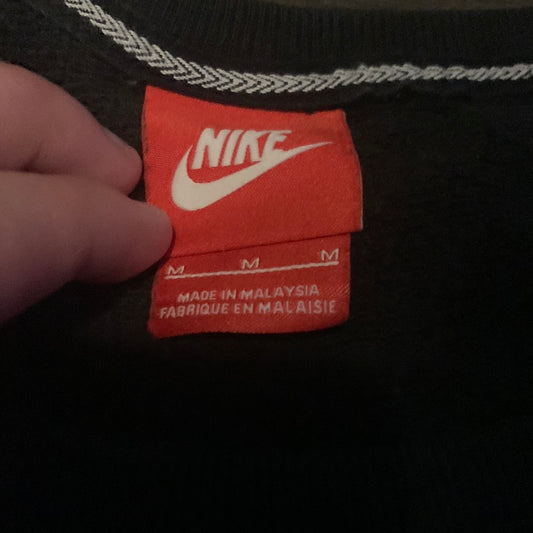 NIKE
M M M
MADE IN MALAYSIA
FABRIQUE EN MALAISIE